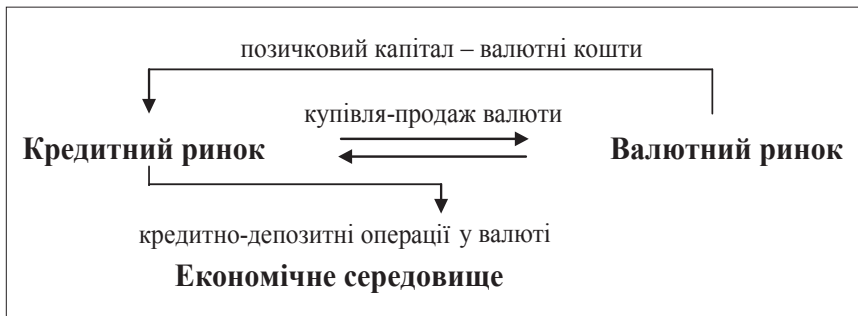 позичковий капітал – валютні кошти
купівля-продаж валюти
Кредитний ринок
Валютний ринок
кредитно-депозитні операції у валюті
Економічне середовище